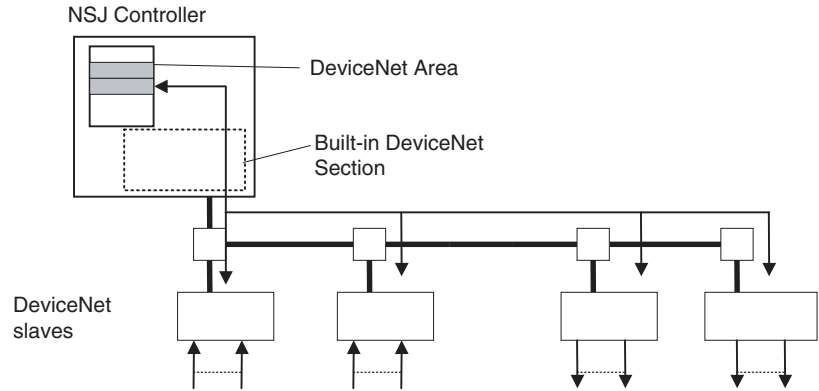 NSJ Controller
DeviceNet Area
Built-in DeviceNet
Section
DeviceNet
slaves